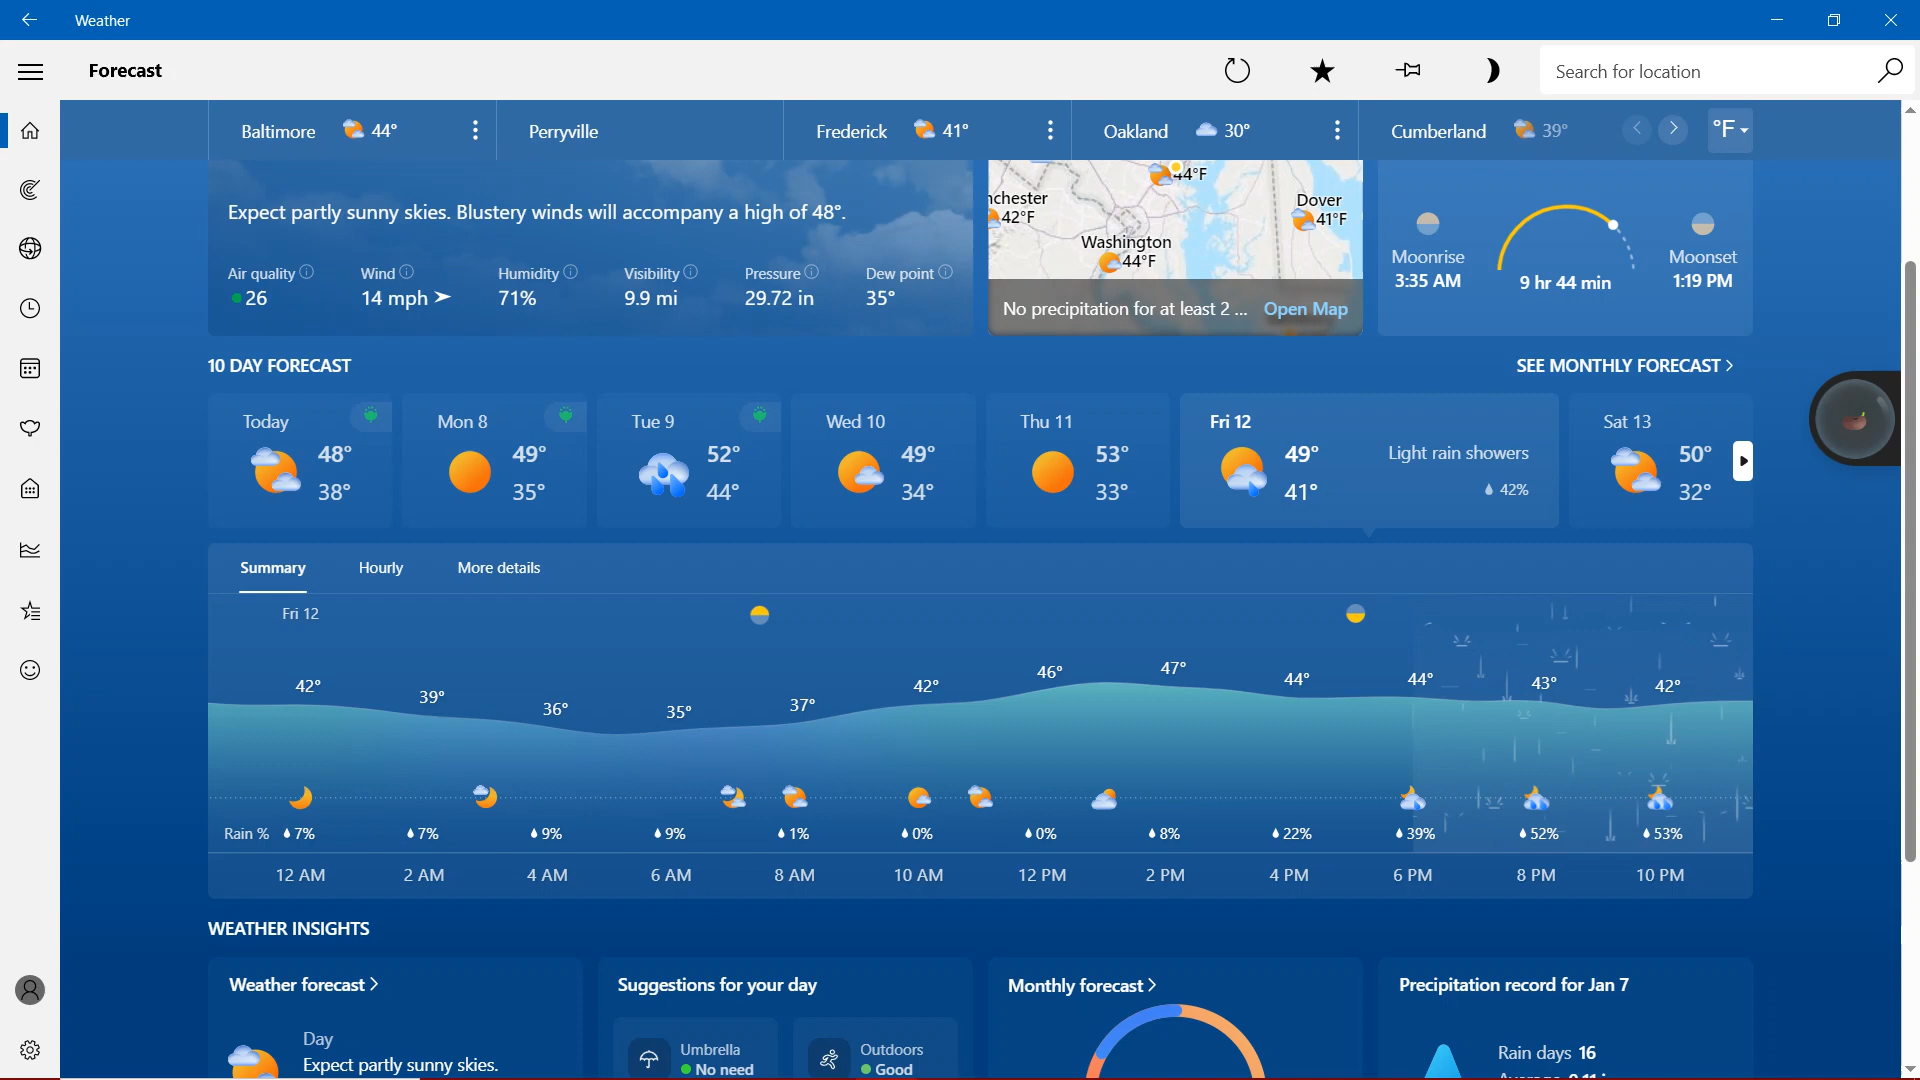 Weather
Forecast
Search for location
Baltimore 44°
Perryville
Frederick 41°
Oakland 30°
Cumberland 39°
°F
Expect partly sunny skies. Blustery winds will accompany a high of 48°.
Air quality
26
Wind
14 mph
Humidity
71%
Visibility
9.9 mi
Pressure
29.72 in
Dew point
35°
44°F
nchester
42°F
Dover
41°F
Washington
44°F
No precipitation for at least 2 ... Open Map
Moonrise
3:35 AM
9 hr 44 min
Moonset
1:19 PM
10 DAY FORECAST
SEE MONTHLY FORECAST >
Today
48°
38°
Mon 8
49°
35°
Tue 9
52°
44°
Wed 10
49°
34°
Thu 11
53°
33°
Fri 12
49°
41°
Light rain showers
42%
Sat 13
50°
32°
Summary Hourly More details
Fri 12
42° 39° 36° 35° 37° 42° 46° 47° 44° 44° 43° 42°
Rain % 7% 7% 9% 9% 1% 0% 0% 8% 22% 39% 52% 53%
12 AM 2 AM 4 AM 6 AM 8 AM 10 AM 12 PM 2 PM 4 PM 6 PM 8 PM 10 PM
WEATHER INSIGHTS
Weather forecast >
Day
Expect partly sunny skies.
Suggestions for your day
Umbrella
No need
Outdoors
Good
Monthly forecast >
Precipitation record for Jan 7
Rain days 16